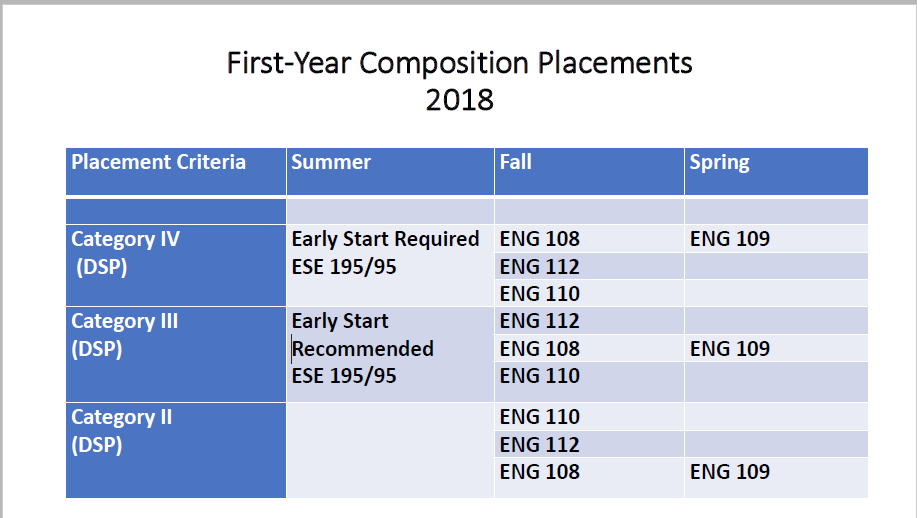 First-Year Composition Placements
2018
Placement Criteria Summer Fall Spring
Category IV Early Start Required ENG 108 ENG 109
(DSP) ESE 195/95 ENG 112
ENG 110
Category III Early Start ENG 112
(DSP) Recommended ENG 108 ENG 109
ESE 195/95 ENG 110
Category II ENG 110
(DSP) ENG 112
ENG 108 ENG 109